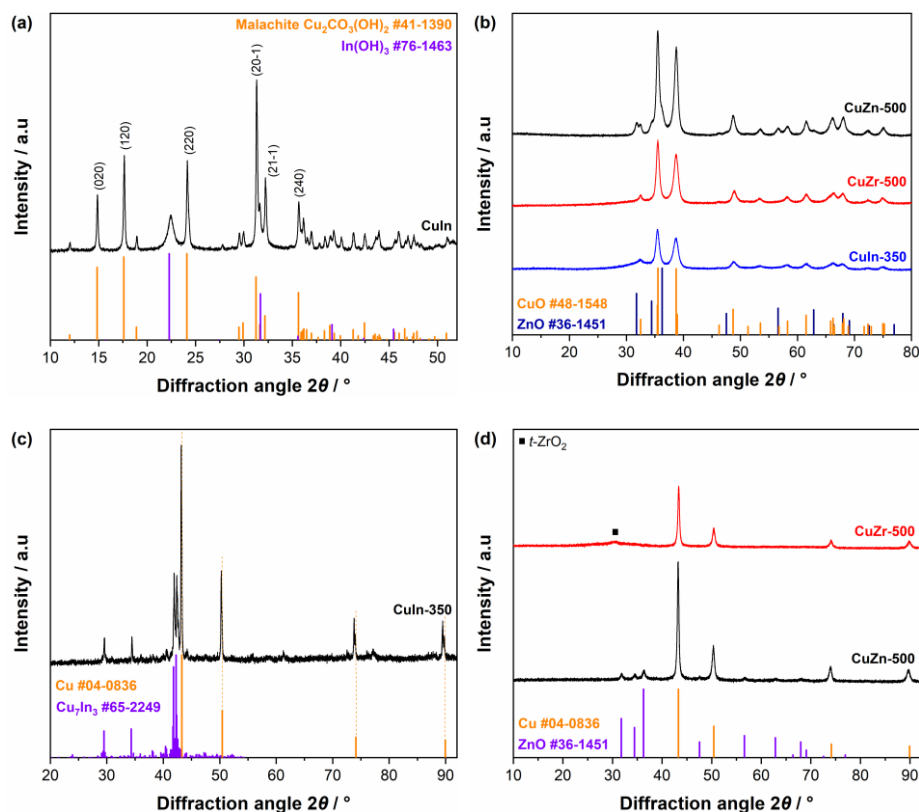 (a)
Malachite Cu₂CO₃(OH)₂ #41-1390
In(OH)₃ #76-1463
(020)
(120)
(220)
(20-1)
(21-1)
(240)
CuIn
Intensity / a.u
10 15 20 25 30 35 40 45 50
Diffraction angle 2θ / °
(b)
CuZn-500
CuZr-500
CuIn-350
CuO #48-1548
ZnO #36-1451
Intensity / a.u
10 20 30 40 50 60 70 80
Diffraction angle 2θ / °
(c)
CuIn-350
Cu #04-0836
Cu₇In₃ #65-2249
Intensity / a.u
20 30 40 50 60 70 80 90
Diffraction angle 2θ / °
(d)
■ t-ZrO₂
CuZr-500
CuZn-500
Cu #04-0836
ZnO #36-1451
Intensity / a.u
10 20 30 40 50 60 70 80 90
Diffraction angle 2θ / °